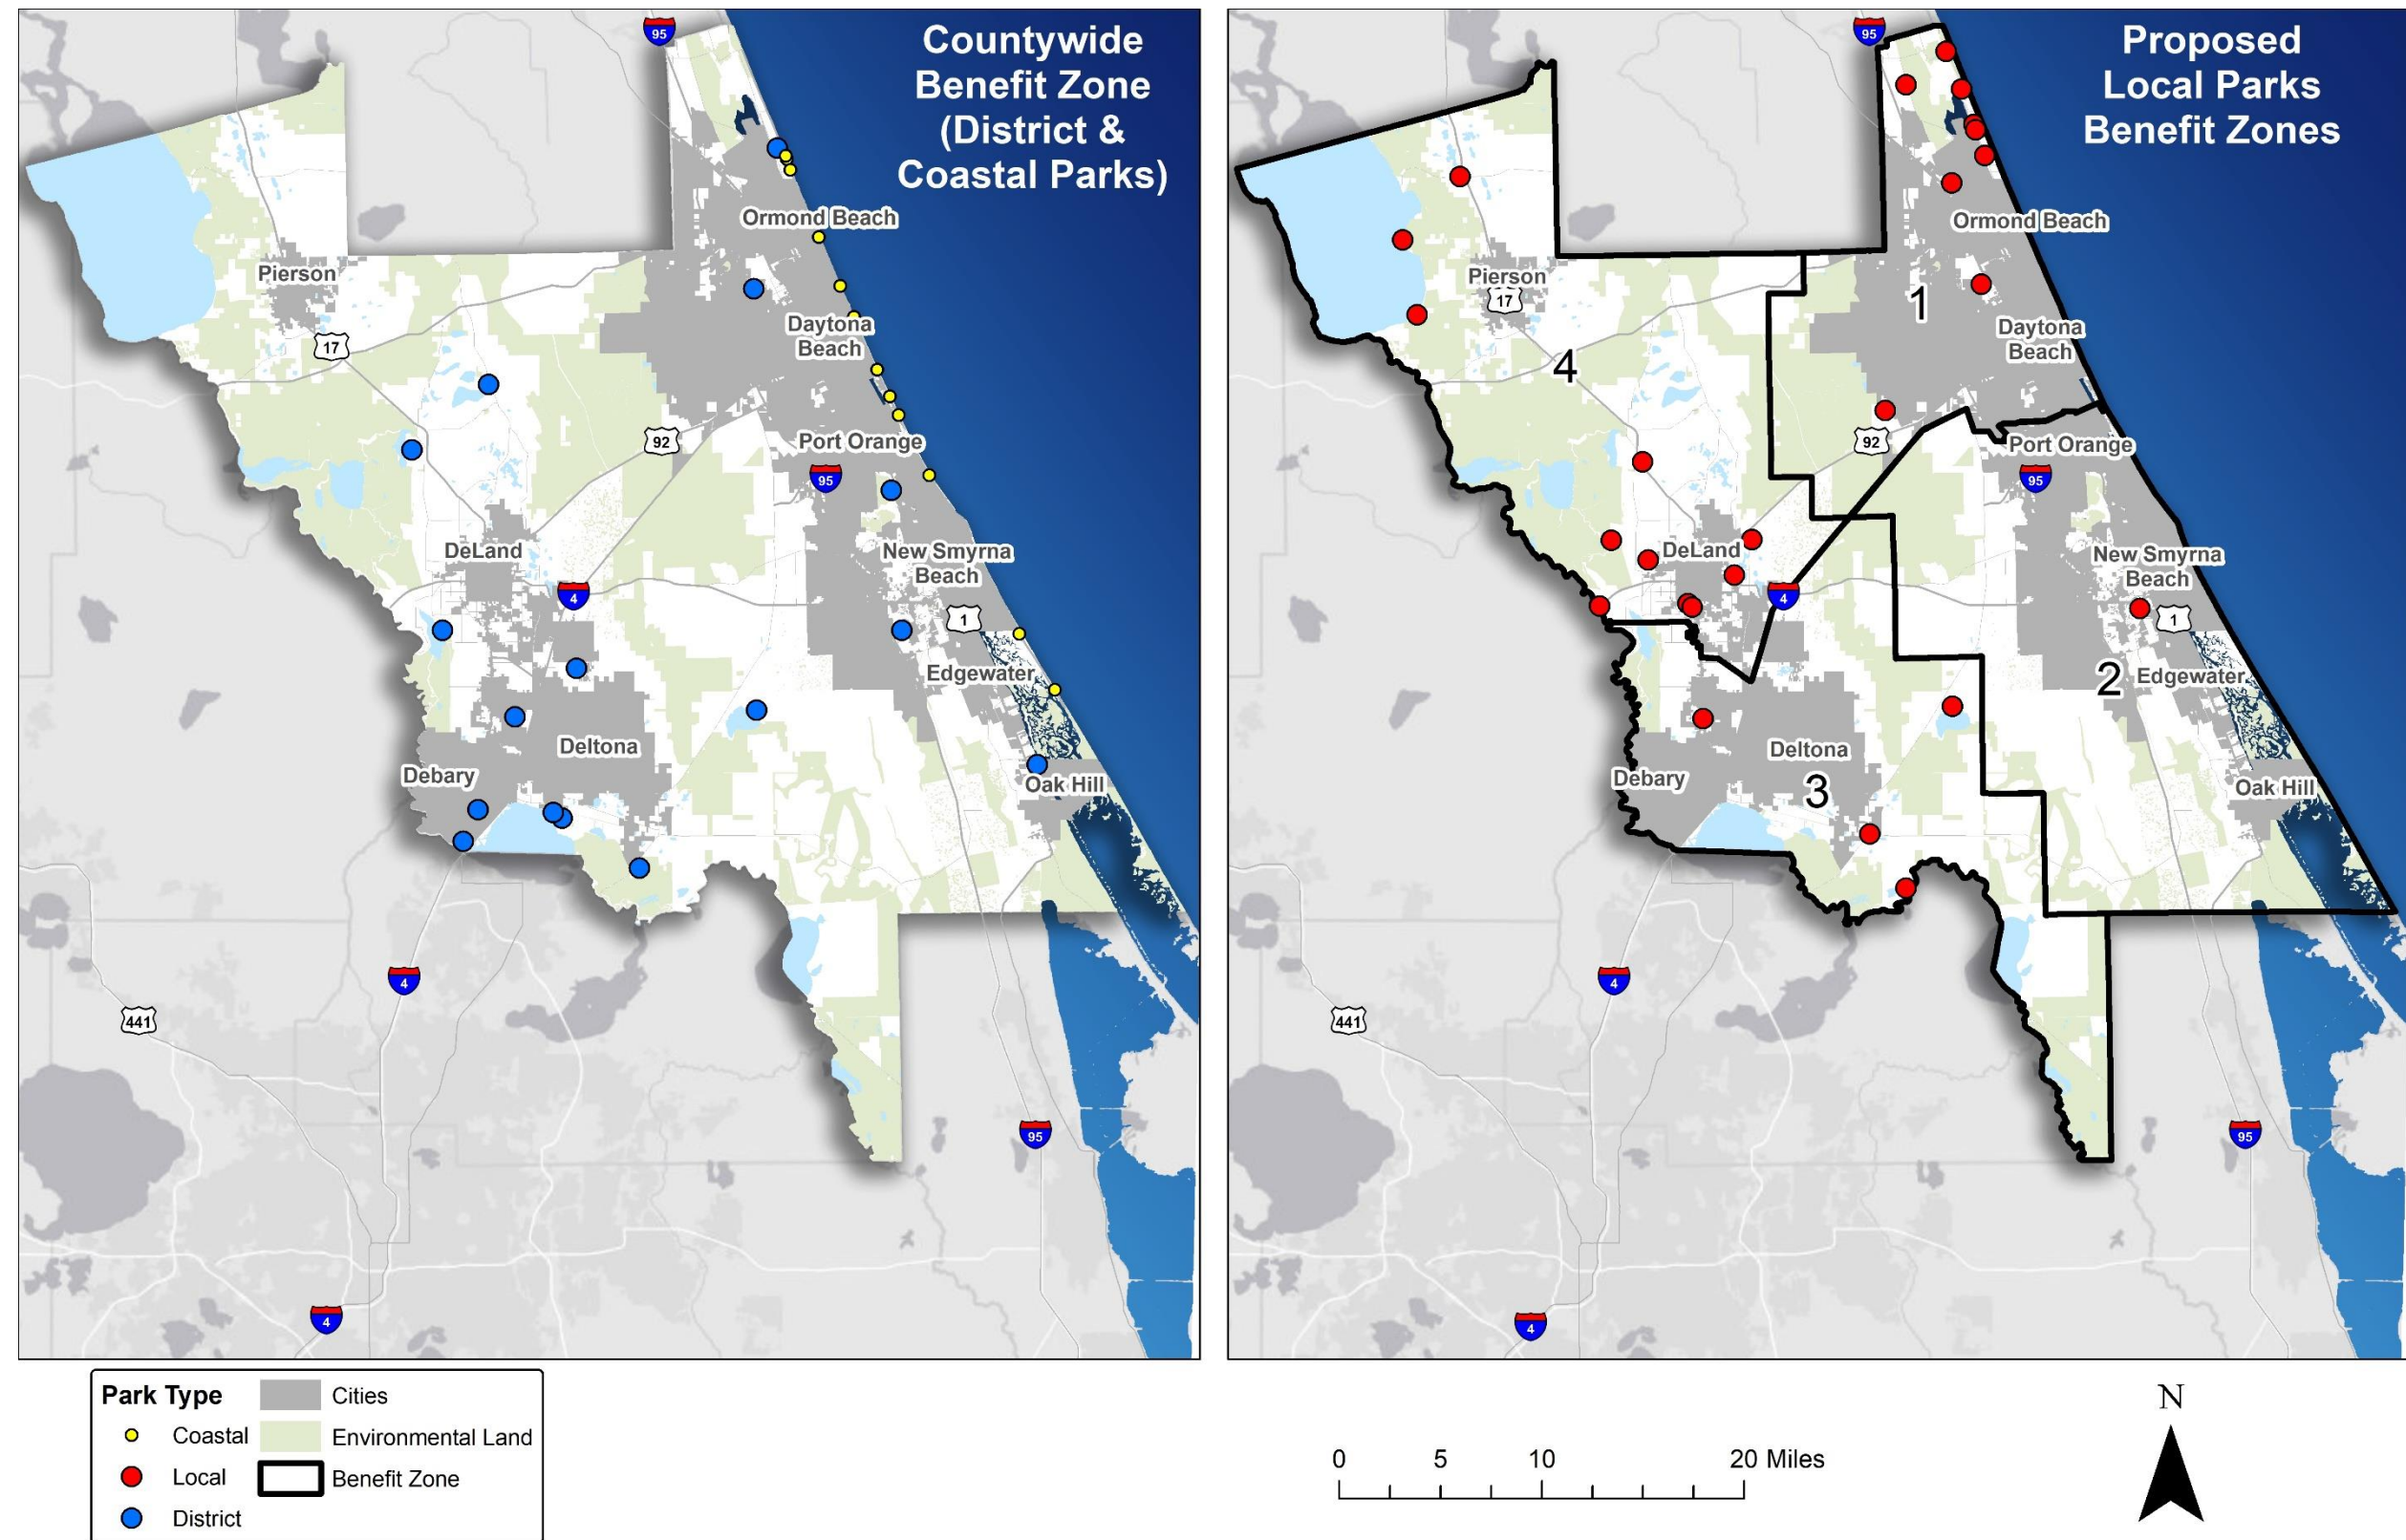 Countywide
Benefit Zone
(District &
Coastal Parks)
95
Ormond Beach
Pierson
17
Daytona
Beach
92
Port Orange
95
DeLand
New Smyrna
Beach
4
1
Edgewater
Deltona
Debary
Oak Hill
4
441
95
4
Proposed
Local Parks
Benefit Zones
95
Ormond Beach
Pierson
17
1
Daytona
Beach
4
92
Port Orange
95
DeLand
New Smyrna
Beach
4
1
2
Edgewater
Deltona
Debary
3
Oak Hill
4
441
95
4
Park Type
Coastal
Local
District
Cities
Environmental Land
Benefit Zone
0 5 10 20 Miles
N